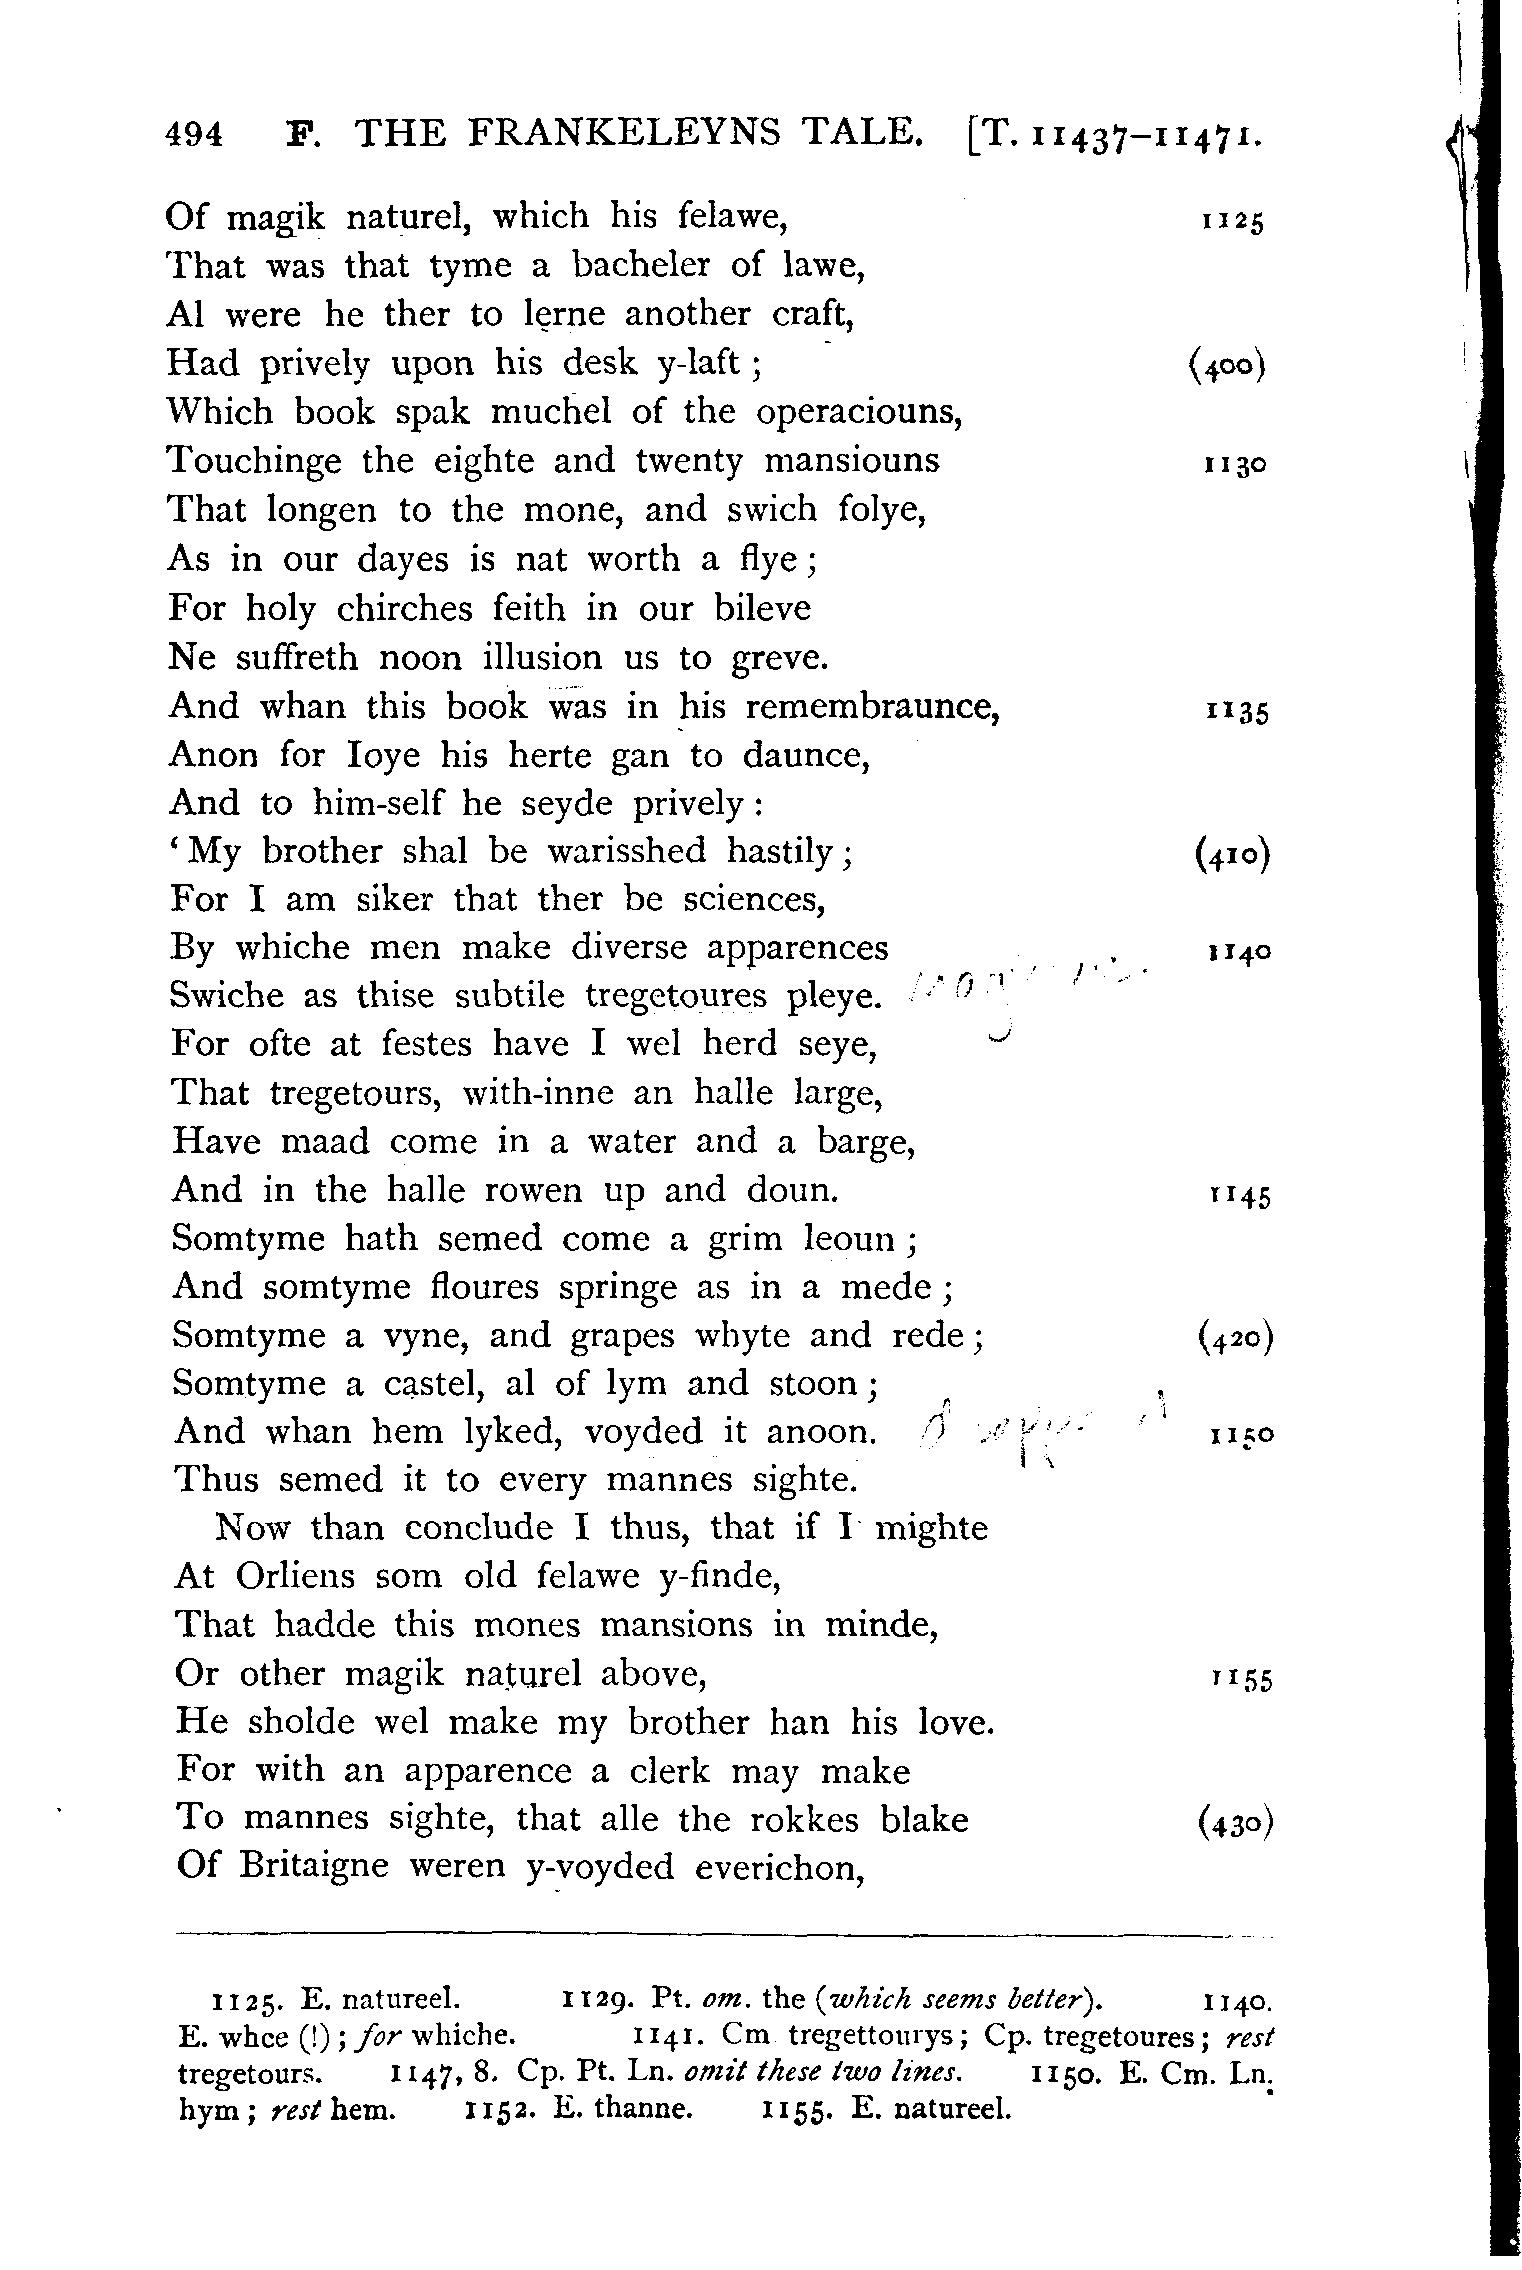 494 F. THE FRANKELEYNS TALE. [T. 11437–11471.
Of magik naturel, which his felawe, 1125
That was that tyme a bacheler of lawe,
Al were he ther to lerne another craft,
Had prively upon his desk y-laft ; (400)
Which book spak muchel of the operaciouns,
Touchinge the eighte and twenty mansiouns 1130
That longen to the mone, and swich folye,
As in our dayes is nat worth a flye ;
For holy chirches feith in our bileve
Ne suffreth noon illusion us to greve.
And whan this book was in his remembraunce, 1135
Anon for Ioye his herte gan to daunce,
And to him-self he seyde prively :
‘ My brother shal be warisshed hastily ; (410)
For I am siker that ther be sciences,
By whiche men make diverse apparences 1140
Swiche as thise subtile tregetoures pleye.
For ofte at festes have I wel herd seye,
That tregetours, with-inne an halle large,
Have maad come in a water and a barge,
And in the halle rowen up and doun. 1145
Somtyme hath semed come a grim leoun ;
And somtyme floures springe as in a mede ;
Somtyme a vyne, and grapes whyte and rede ; (420)
Somtyme a castel, al of lym and stoon ;
And whan hem lyked, voyded it anoon. 1150
Thus semed it to every mannes sighte.
Now than conclude I thus, that if I mighte
At Orliens som old felawe y-finde,
That hadde this mones mansions in minde,
Or other magik naturel above, 1155
He sholde wel make my brother han his love.
For with an apparence a clerk may make
To mannes sighte, that alle the rokkes blake (430)
Of Britaigne weren y-voyded everichon,
1125. E. natureel. 1129. Pt. om. the (which seems better). 1140.
E. whce (!) ; for whiche. 1141. Cm tregettourys ; Cp. tregetoures ; rest
tregetours. 1147, 8. Cp. Pt. Ln. omit these two lines. 1150. E. Cm. Ln.
hym ; rest hem. 1152. E. thanne. 1155. E. natureel.